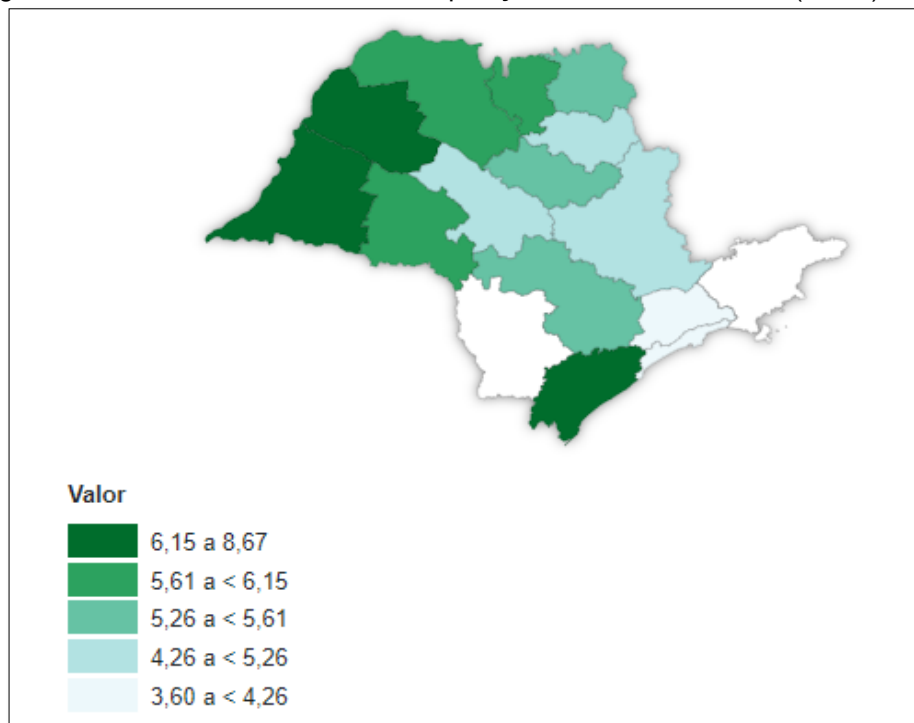 Valor
6,15 a 8,67
5,61 a < 6,15
5,26 a < 5,61
4,26 a < 5,26
3,60 a < 4,26